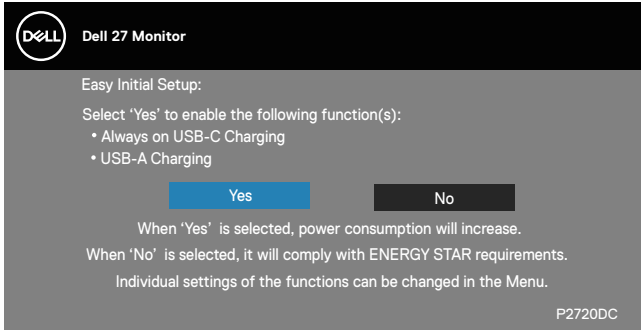 DELL
Dell 27 Monitor
Easy Initial Setup:
Select ‘Yes’ to enable the following function(s):
• Always on USB-C Charging
• USB-A Charging
Yes
No
When ‘Yes’ is selected, power consumption will increase.
When ‘No’ is selected, it will comply with ENERGY STAR requirements.
Individual settings of the functions can be changed in the Menu.
P2720DC